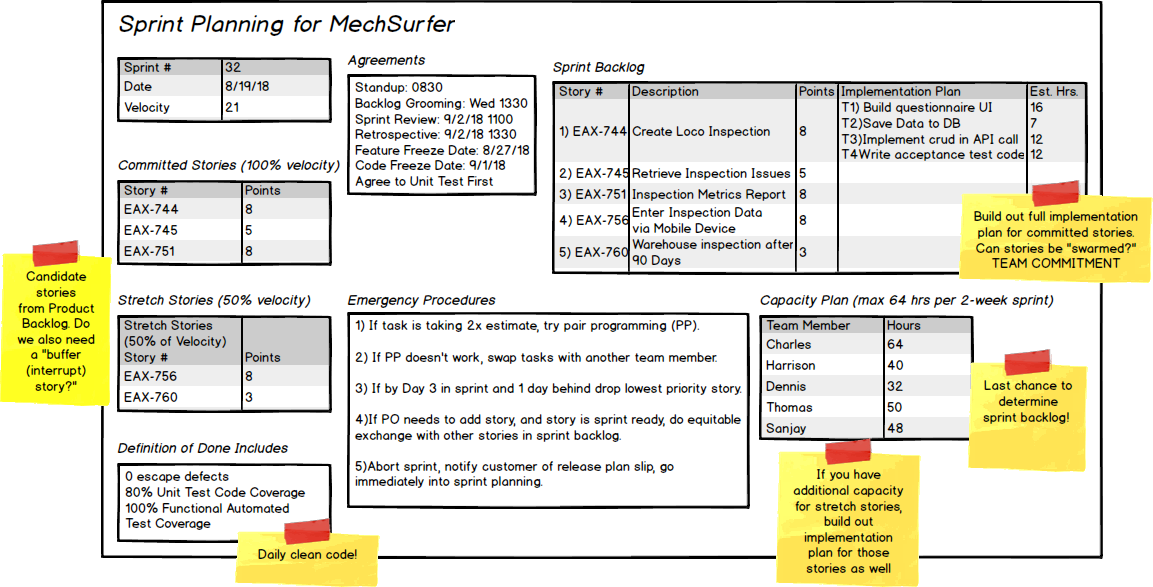 Sprint Planning for MechSurfer
Sprint # 32
Date 8/19/18
Velocity 21
Committed Stories (100% velocity)
Story # Points
EAX-744 8
EAX-745 5
EAX-751 8
Candidate
stories
from Product
Backlog. Do
we also need
a "buffer
(interrupt)
story?"
Stretch Stories (50% velocity)
Stretch Stories
(50% of Velocity)
Story # Points
EAX-756 8
EAX-760 3
Definition of Done Includes
0 escape defects
80% Unit Test Code Coverage
100% Functional Automated
Test Coverage
Daily clean code!
Agreements
Standup: 0830
Backlog Grooming: Wed 1330
Sprint Review: 9/2/18 1100
Retrospective: 9/2/18 1330
Feature Freeze Date: 8/27/18
Code Freeze Date: 9/1/18
Agree to Unit Test First
Sprint Backlog
Story # Description Points Implementation Plan Est. Hrs.
1) EAX-744 Create Loco Inspection 8
T1) Build questionnaire UI 16
T2)Save Data to DB 7
T3)Implement crud in API call 12
T4Write acceptance test code 12
2) EAX-745 Retrieve Inspection Issues 5
3) EAX-751 Inspection Metrics Report 8
4) EAX-756 Enter Inspection Data
via Mobile Device 8
5) EAX-760 Warehouse inspection after
90 Days 3
Build out full implementation
plan for committed stories.
Can stories be "swarmed?"
TEAM COMMITMENT
Emergency Procedures
1) If task is taking 2x estimate, try pair programming (PP).
2) If PP doesn't work, swap tasks with another team member.
3) If by Day 3 in sprint and 1 day behind drop lowest priority story.
4)If PO needs to add story, and story is sprint ready, do equitable
exchange with other stories in sprint backlog.
5)Abort sprint, notify customer of release plan slip, go
immediately into sprint planning.
Capacity Plan (max 64 hrs per 2-week sprint)
Team Member Hours
Charles 64
Harrison 40
Dennis 32
Thomas 50
Sanjay 48
Last chance to
determine
sprint backlog!
If you have
additional capacity
for stretch stories,
build out
implementation
plan for those
stories as well